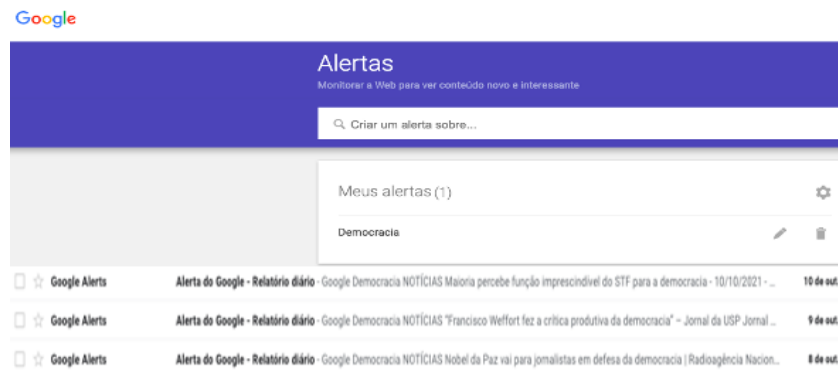 Google
Alertas
Monitorar a Web para ver conteúdo novo e interessante
Criar um alerta sobre...
Meus alertas (1)
Democracia
Google Alerts Alerta do Google - Relatório diário - Google Democracia NOTÍCIAS Maioria percebe função imprescindível do STF para a democracia - 10/10/2021 - ... 10 de out.
Google Alerts Alerta do Google - Relatório diário - Google Democracia NOTÍCIAS "Francisco Weffort fez a crítica produtiva da democracia" – Jornal da USP Jornal ... 9 de out.
Google Alerts Alerta do Google - Relatório diário - Google Democracia NOTÍCIAS Nobel da Paz vai para jornalistas em defesa da democracia | Radioagência Nacion... 8 de out.